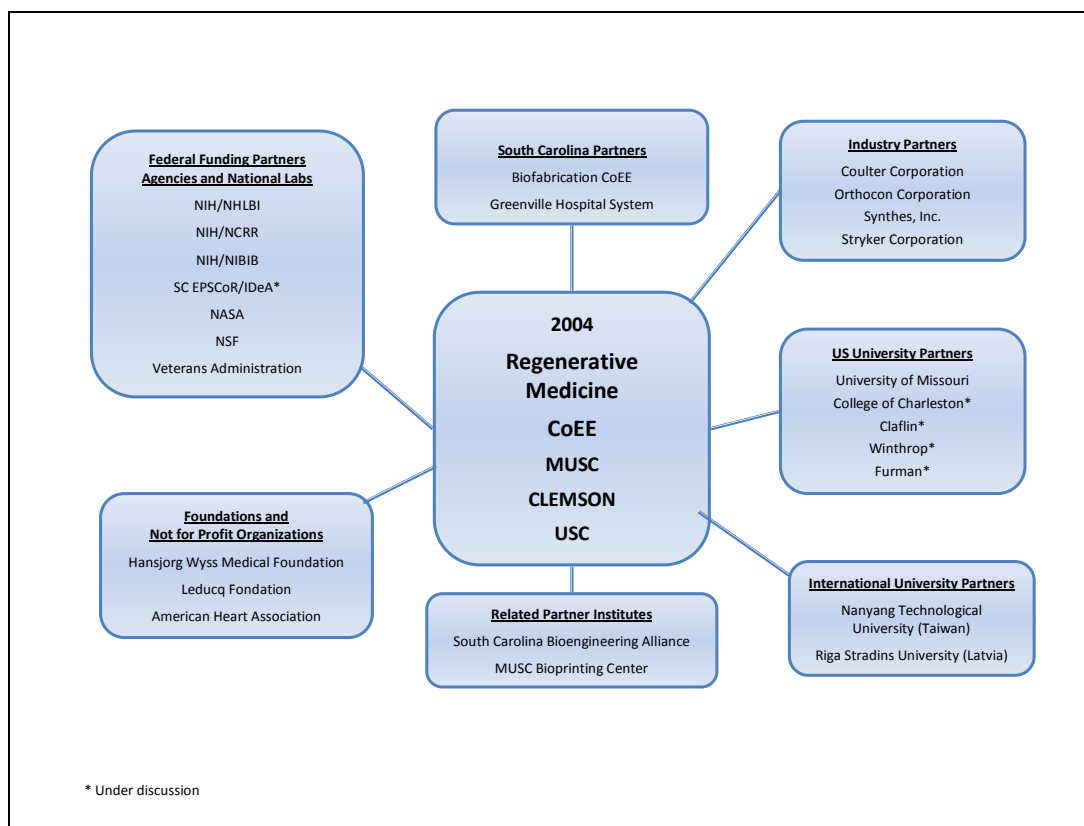 Federal Funding Partners
Agencies and National Labs
NIH/NHLBI
NIH/NCRR
NIH/NIBIB
SC EPSCoR/IDeA*
NASA
NSF
Veterans Administration
South Carolina Partners
Biofabrication CoEE
Greenville Hospital System
Industry Partners
Coulter Corporation
Orthocon Corporation
Synthes, Inc.
Stryker Corporation
2004
Regenerative
Medicine
CoEE
MUSC
CLEMSON
USC
US University Partners
University of Missouri
College of Charleston*
Claflin*
Winthrop*
Furman*
Foundations and
Not for Profit Organizations
Hansjorg Wyss Medical Foundation
Leducq Fondation
American Heart Association
Related Partner Institutes
South Carolina Bioengineering Alliance
MUSC Bioprinting Center
International University Partners
Nanyang Technological
University (Taiwan)
Riga Stradins University (Latvia)
* Under discussion